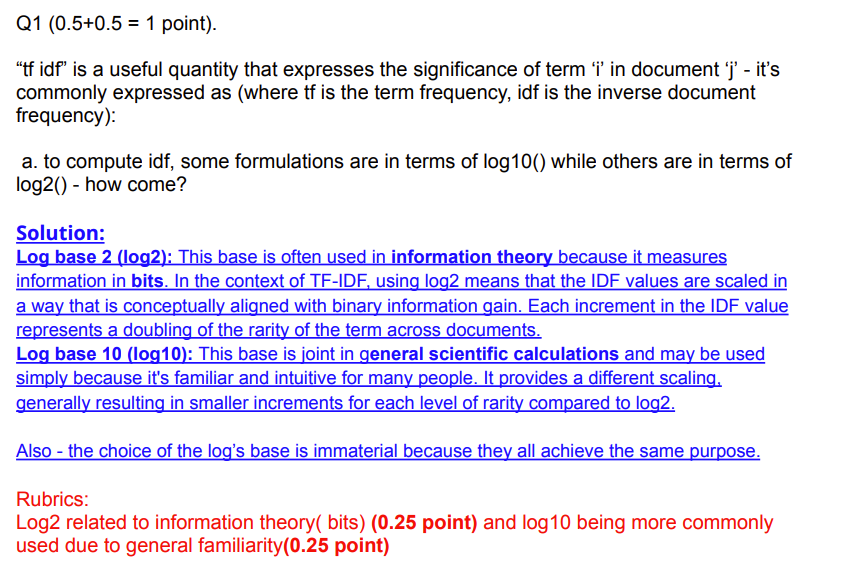 Q1 (0.5+0.5 = 1 point).
“tf idf” is a useful quantity that expresses the significance of term ‘i’ in document ‘j’ - it’s
commonly expressed as (where tf is the term frequency, idf is the inverse document
frequency):
a. to compute idf, some formulations are in terms of log10() while others are in terms of
log2() - how come?
Solution:
Log base 2 (log2): This base is often used in information theory because it measures
information in bits. In the context of TF-IDF, using log2 means that the IDF values are scaled in
a way that is conceptually aligned with binary information gain. Each increment in the IDF value
represents a doubling of the rarity of the term across documents.
Log base 10 (log10): This base is joint in general scientific calculations and may be used
simply because it's familiar and intuitive for many people. It provides a different scaling,
generally resulting in smaller increments for each level of rarity compared to log2.
Also - the choice of the log’s base is immaterial because they all achieve the same purpose.
Rubrics:
Log2 related to information theory( bits) (0.25 point) and log10 being more commonly
used due to general familiarity(0.25 point)